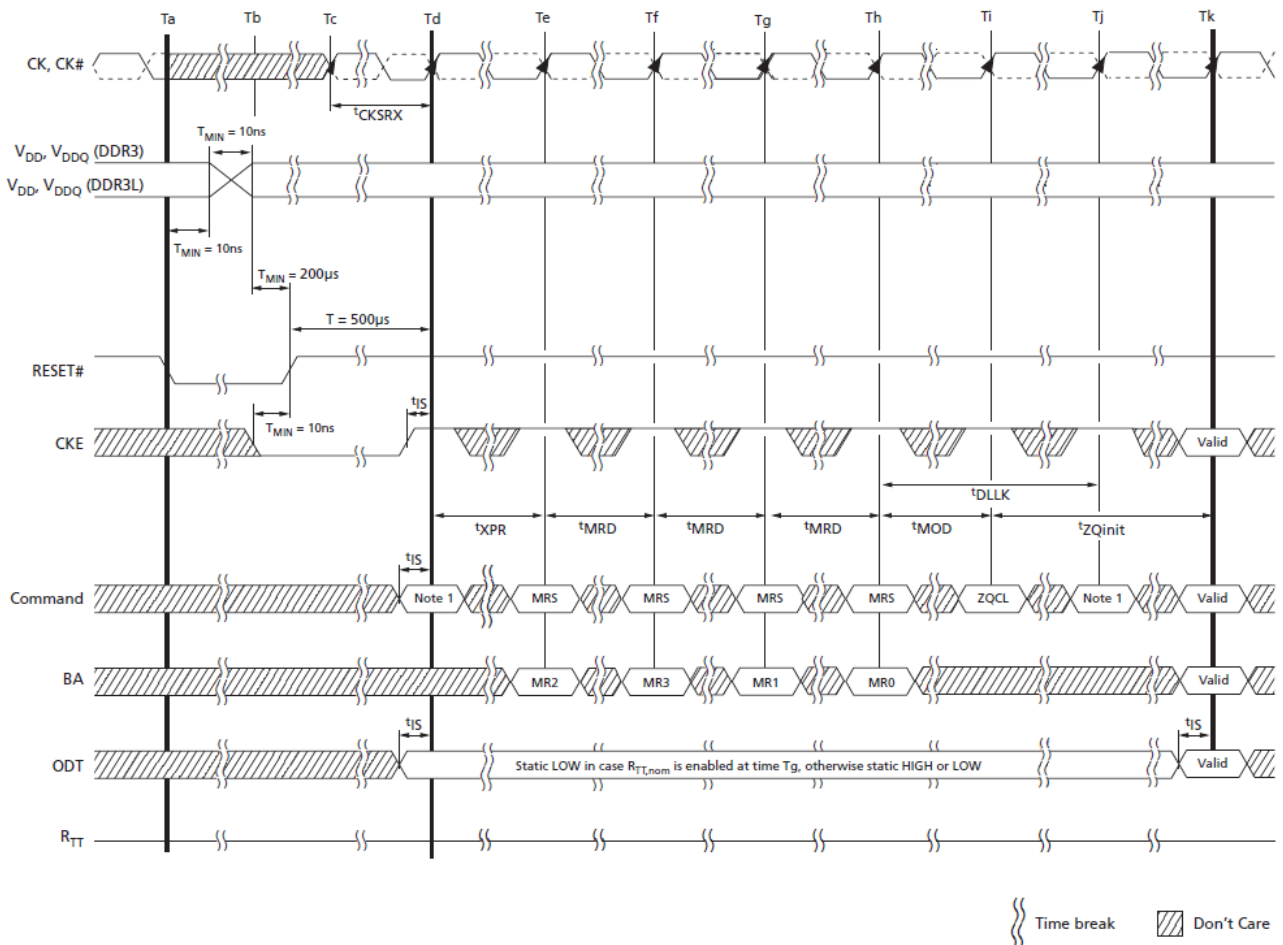 Ta Tb Tc Td Te Tf Tg Th Ti Tj Tk
CK, CK#
tCKSRX
TMIN = 10ns
VDD, VDDQ (DDR3)
VDD, VDDQ (DDR3L)
TMIN = 10ns
TMIN = 200µs
T = 500µs
RESET#
tIS
TMIN = 10ns
CKE Valid
tDLLK
tXPR tMRD tMRD tMRD tMOD tZQinit
tIS
Command Note 1 MRS MRS MRS MRS ZQCL Note 1 Valid
BA MR2 MR3 MR1 MR0 Valid
tIS tIS
ODT Static LOW in case RTT,nom is enabled at time Tg, otherwise static HIGH or LOW Valid
RTT
Time break Don't Care